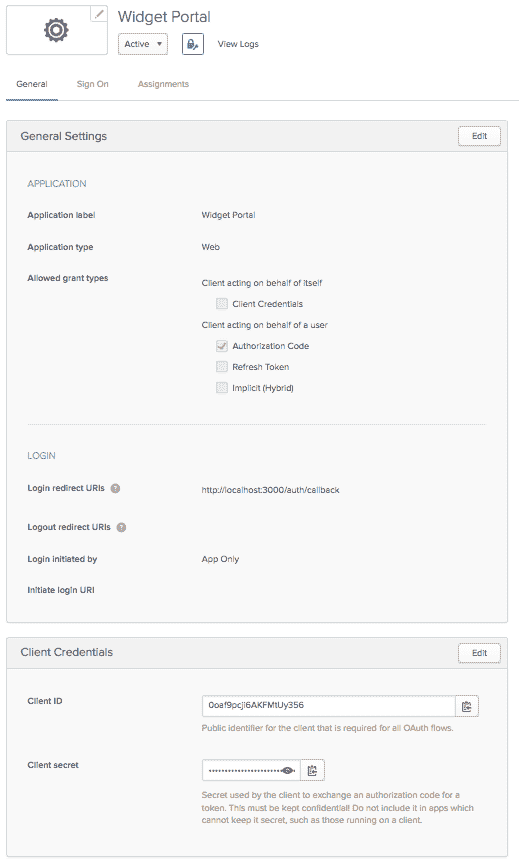 Widget Portal
Active
View Logs
General Sign On Assignments
General Settings
Edit
APPLICATION
Application label Widget Portal
Application type Web
Allowed grant types
Client acting on behalf of itself
Client Credentials
Client acting on behalf of a user
Authorization Code
Refresh Token
Implicit (Hybrid)
LOGIN
Login redirect URIs ? http://localhost:3000/auth/callback
Logout redirect URIs ?
Login initiated by App Only
Initiate login URI
Client Credentials
Edit
Client ID 0oaf9pcji6AKFMtUy356
Public identifier for the client that is required for all OAuth flows.
Client secret
Secret used by the client to exchange an authorization code for a
token. This must be kept confidential! Do not include it in apps which
cannot keep it secret, such as those running on a client.